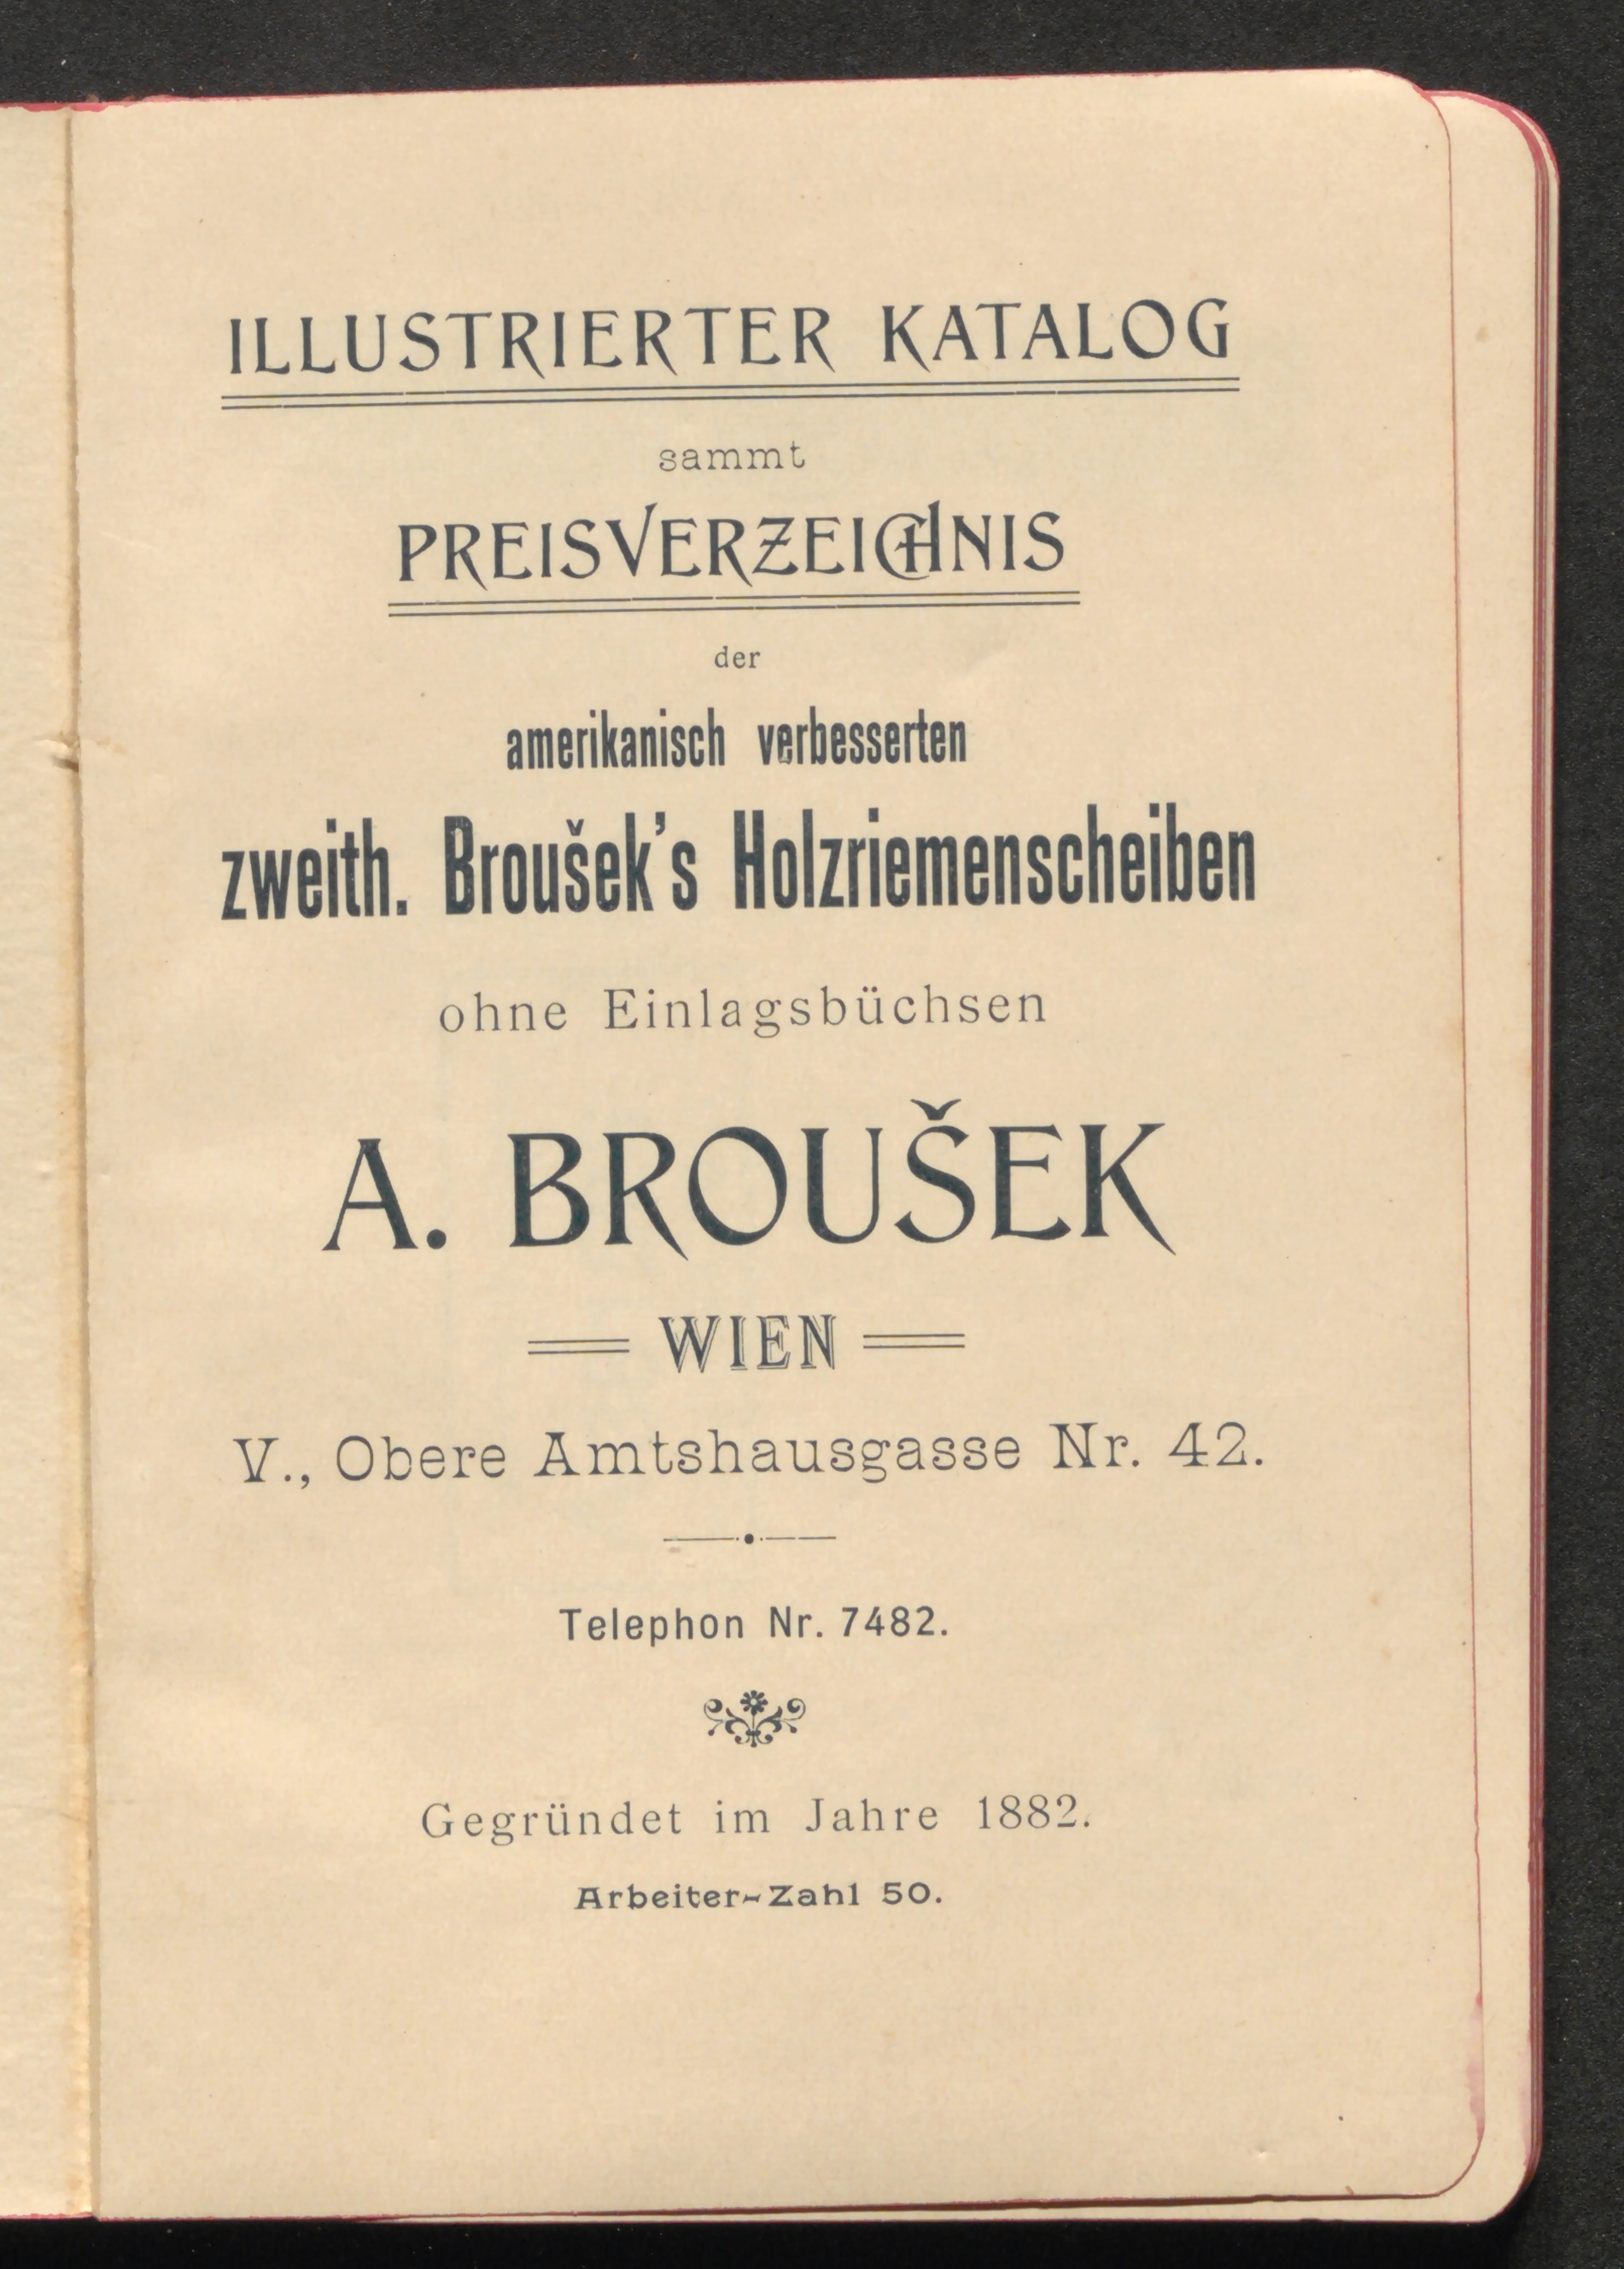 ILLUSTRIERTER KATALOG
sammt
PREISVERZEICHNIS
der
amerikanisch verbesserten
zweith. Broušek's Holzriemenscheiben
ohne Einlagsbüchsen
A. BROUŠEK
WIEN
V., Obere Amtshausgasse Nr. 42.
Telephon Nr. 7482.
Gegründet im Jahre 1882.
Arbeiter-Zahl 50.